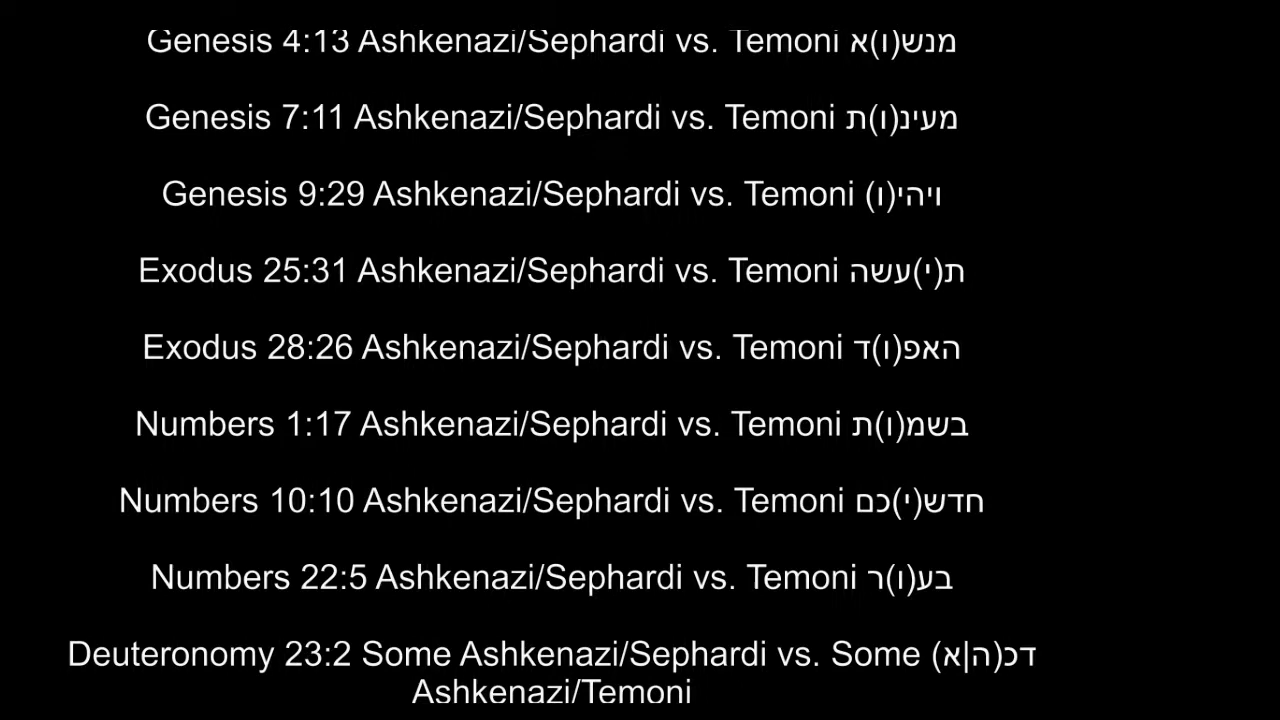 Genesis 4:13 Ashkenazi/Sephardi vs. Temoni מנש(ו)א
Genesis 7:11 Ashkenazi/Sephardi vs. Temoni מעינ(ו)ת
Genesis 9:29 Ashkenazi/Sephardi vs. Temoni ויהי(ו)
Exodus 25:31 Ashkenazi/Sephardi vs. Temoni ת(י)עשה
Exodus 28:26 Ashkenazi/Sephardi vs. Temoni האפ(ו)ד
Numbers 1:17 Ashkenazi/Sephardi vs. Temoni בשמ(ו)ת
Numbers 10:10 Ashkenazi/Sephardi vs. Temoni חדש(י)כם
Numbers 22:5 Ashkenazi/Sephardi vs. Temoni בע(ו)ר
Deuteronomy 23:2 Some Ashkenazi/Sephardi vs. Some דכ(ה|א)
Ashkenazi/Temoni